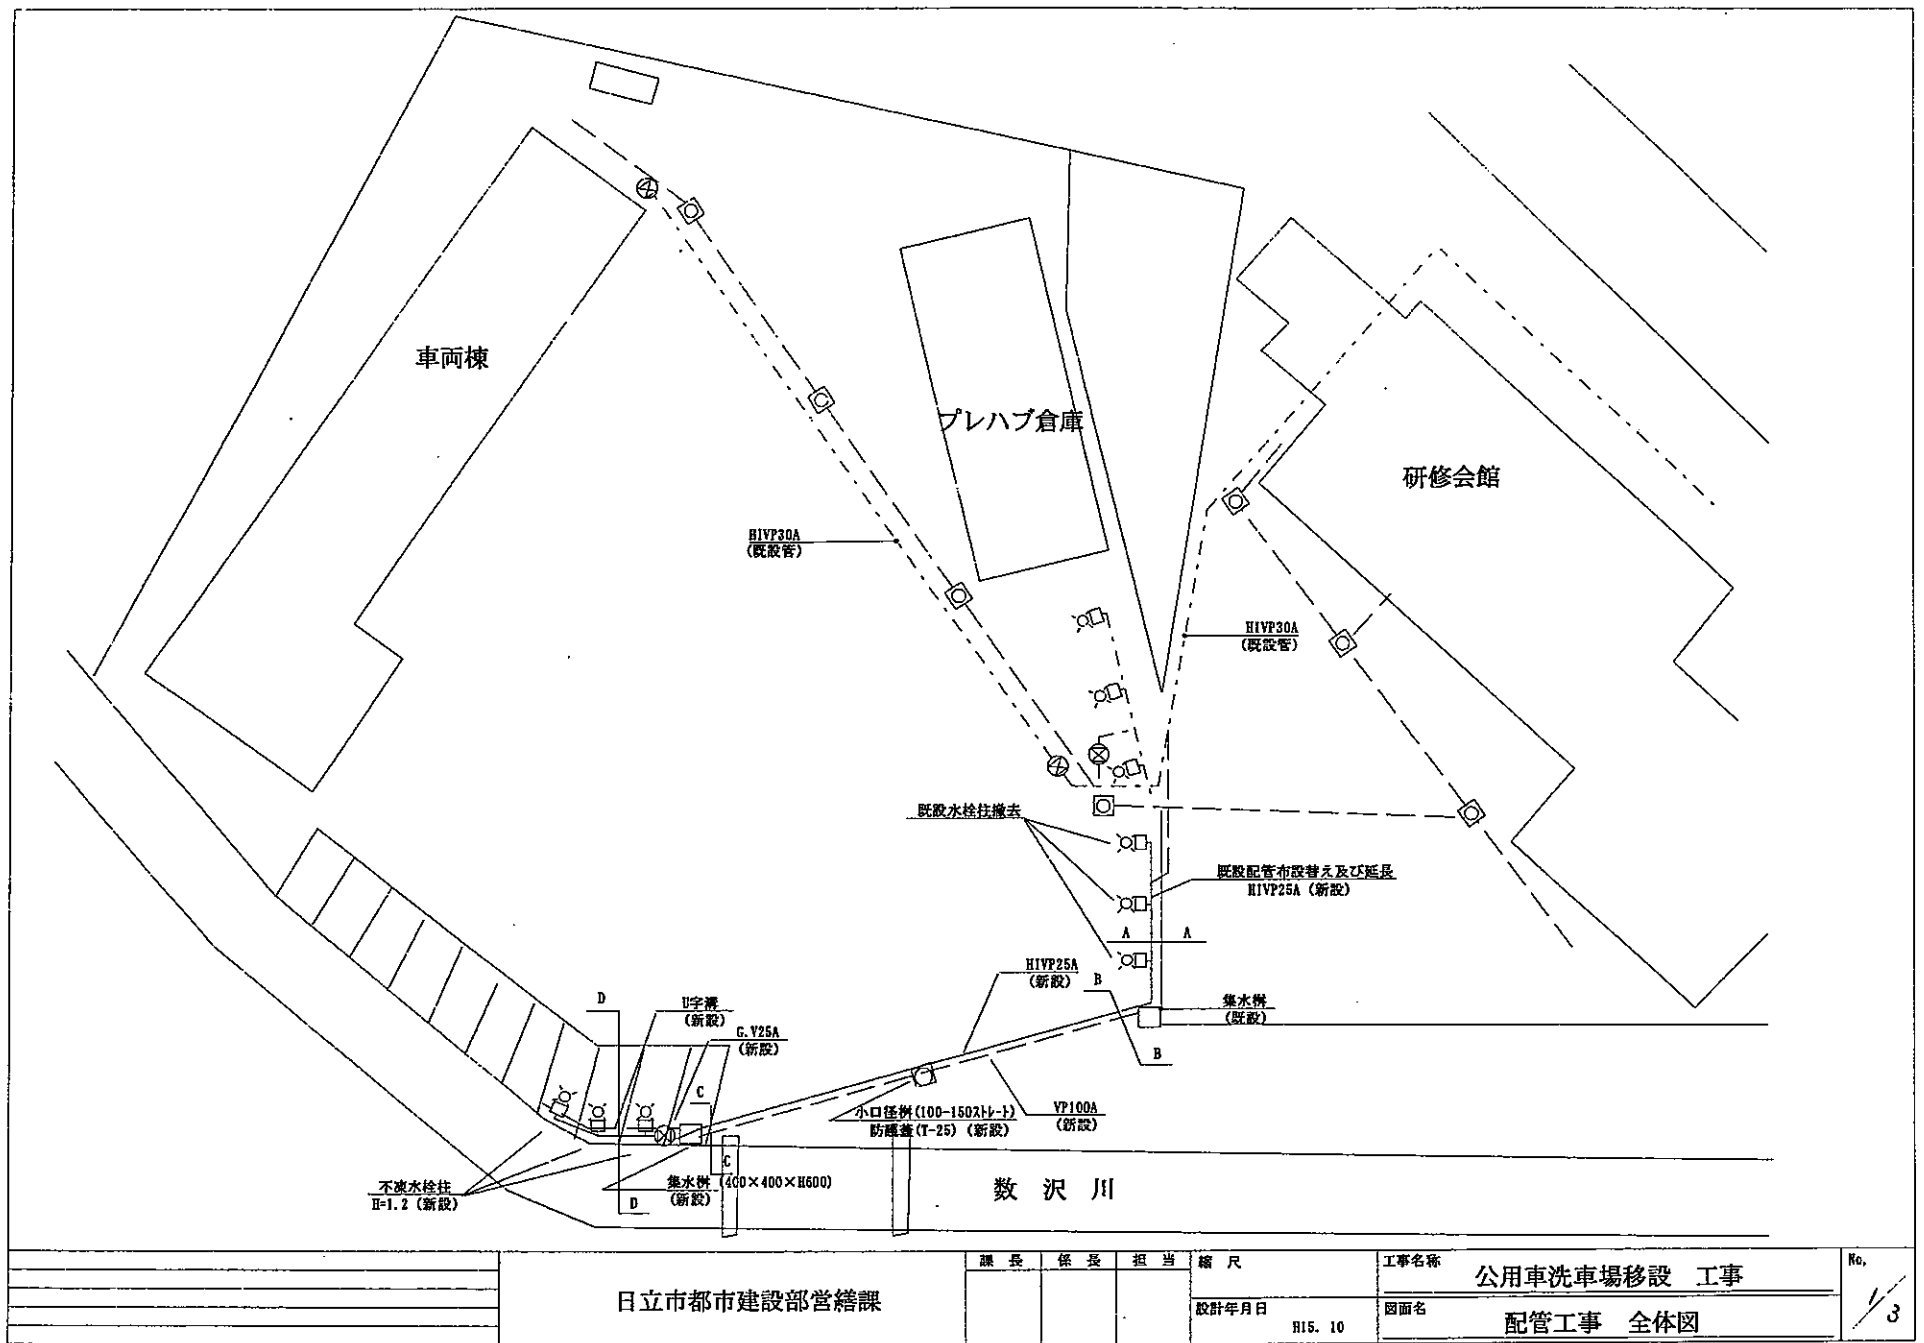 車両棟
プレハブ倉庫
研修会館
HIVP30A
(既設管)
HIVP30A
(既設管)
既設水栓柱撤去
既設配管布設替え及び延長
HIVP25A (新設)
A A
HIVP25A
(新設)
B
集水桝
(既設)
B
D
U字溝
(新設)
G.V25A
(新設)
C
小口径桝(100-150ストレート)
防護蓋(T-25) (新設)
VP100A
(新設)
C
不凍水栓柱
H=1.2 (新設)
集水桝 (400×400×H600)
(新設)
D
数沢川
日立市都市建設部営繕課
課長
係長
担当
縮尺
設計年月日
H15. 10
工事名称
公用車洗車場移設 工事
図面名
配管工事 全体図
No,
1/3